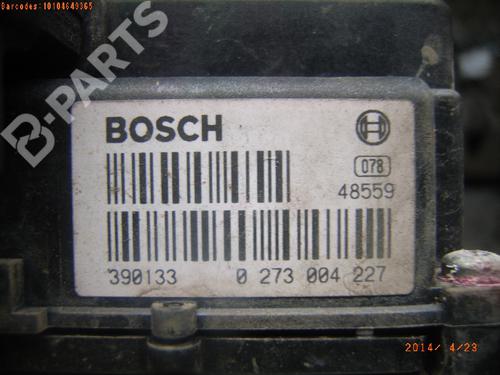 Barcodes:10104649365
B-PARTS
BOSCH
078
48559
390133 0 273 004 227
2014/ 4/23